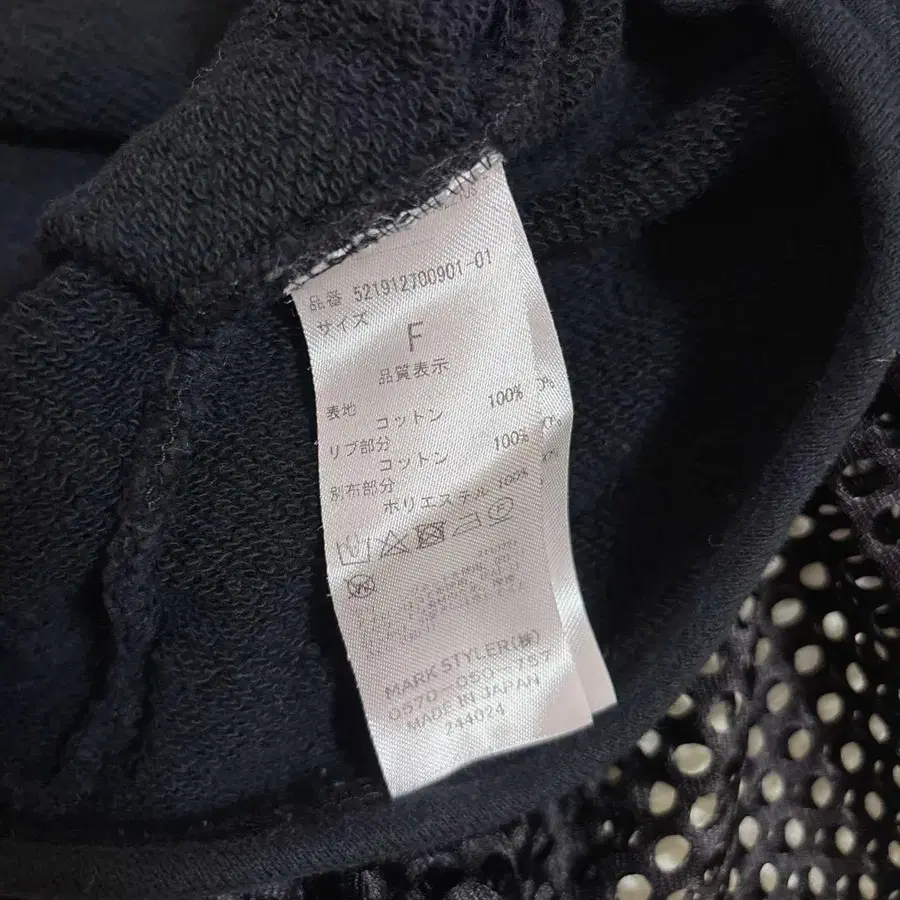 品番 521912700901-01
サイズ
F
品質表示
表地
コットン 100%
リブ部分
コットン 100%
別布部分
ポリエステル 100%
MARK STYLER(株)
0570-050-757
MADE IN JAPAN
244024